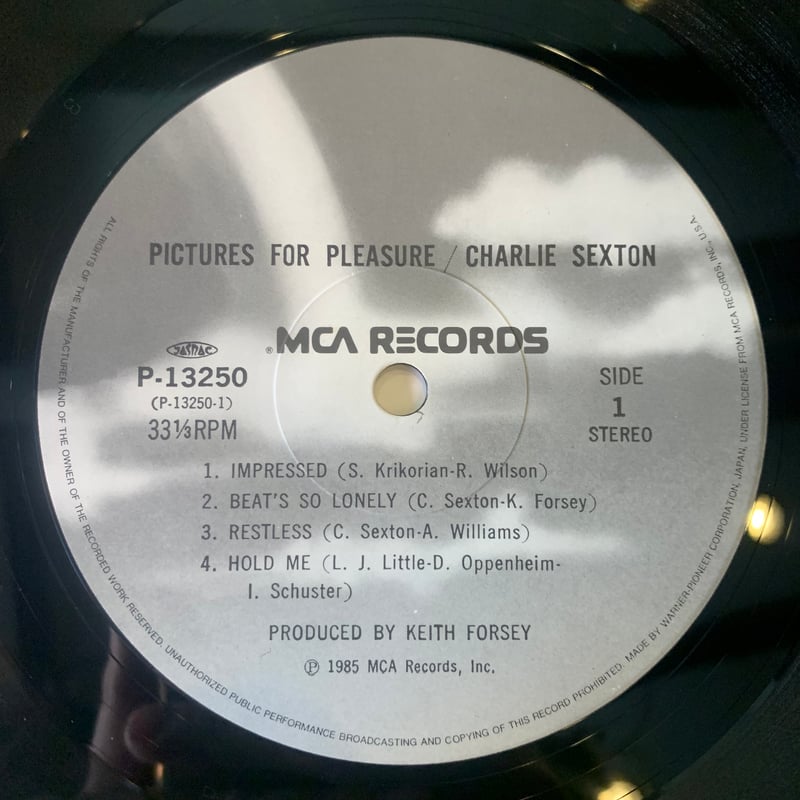 PICTURES FOR PLEASURE / CHARLIE SEXTON
® MCA RECORDS
JASRAC
P-13250
(P-13250-1)
33 1/3 RPM
SIDE
1
STEREO
1. IMPRESSED (S. Krikorian-R. Wilson)
2. BEAT'S SO LONELY (C. Sexton-K. Forsey)
3. RESTLESS (C. Sexton-A. Williams)
4. HOLD ME (L. J. Little-D. Oppenheim-
I. Schuster)
PRODUCED BY KEITH FORSEY
Ⓟ 1985 MCA Records, Inc.
ALL RIGHTS OF THE MANUFACTURER AND OF THE OWNER OF THE RECORDED WORK RESERVED. UNAUTHORIZED PUBLIC PERFORMANCE BROADCASTING AND COPYING OF THIS RECORD PROHIBITED. MADE BY WARNER-PIONEER CORPORATION, JAPAN, UNDER LICENSE FROM MCA RECORDS, INC., U.S.A.